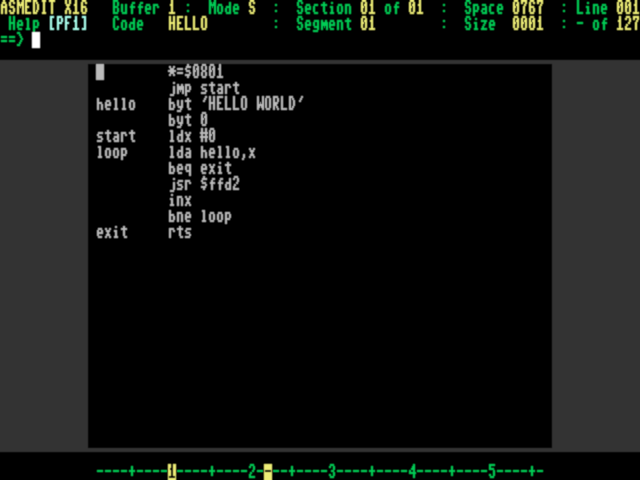 ASMEDIT X16 Buffer 1 : Mode S : Section 01 of 01 : Space 0767 : Line 001
Help [PF1] Code HELLO : Segment 01 : Size 0001 : - of 127
==>
*=$0801
jmp start
hello byt 'HELLO WORLD'
byt 0
start ldx #0
loop lda hello,x
beq exit
jsr $ffd2
inx
bne loop
exit rts
----+----1----+----2-=--+----3----+----4----+----5----+-